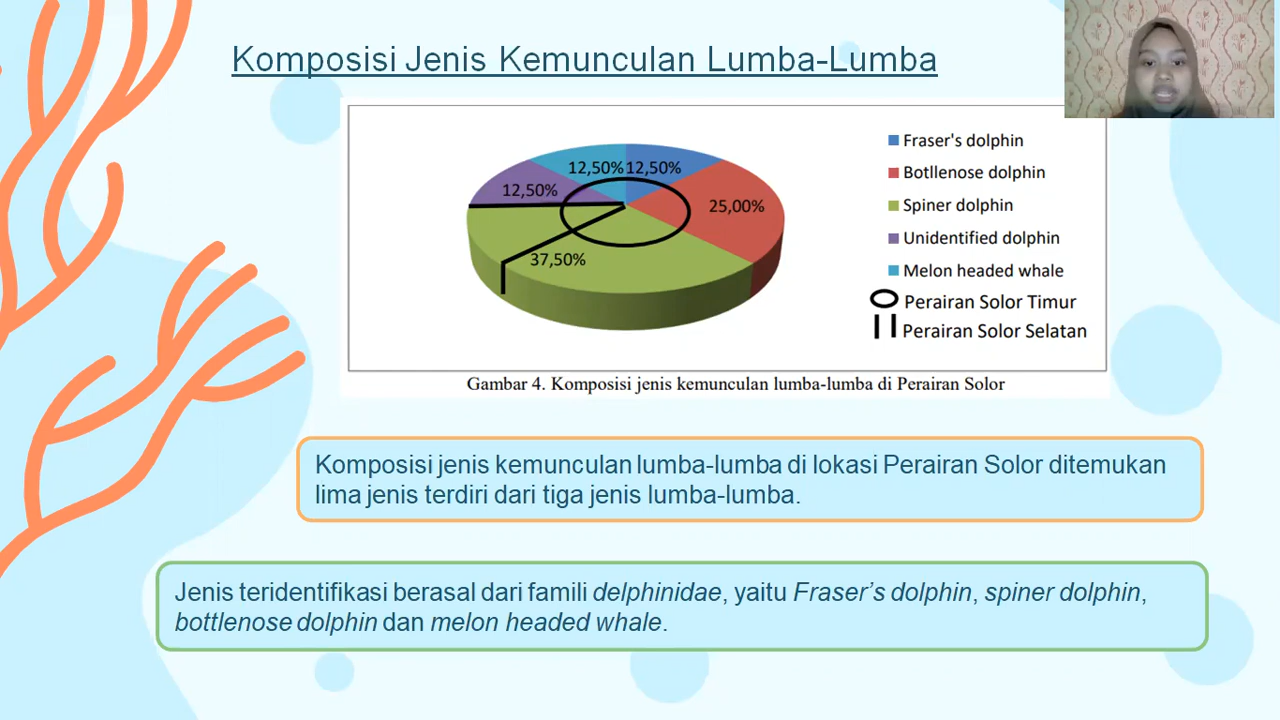 Komposisi Jenis Kemunculan Lumba-Lumba
12,50%
12,50%
12,50%
25,00%
37,50%
Fraser's dolphin
Botllenose dolphin
Spiner dolphin
Unidentified dolphin
Melon headed whale
Perairan Solor Timur
Perairan Solor Selatan
Gambar 4. Komposisi jenis kemunculan lumba-lumba di Perairan Solor
Komposisi jenis kemunculan lumba-lumba di lokasi Perairan Solor ditemukan
lima jenis terdiri dari tiga jenis lumba-lumba.
Jenis teridentifikasi berasal dari famili delphinidae, yaitu Fraser’s dolphin, spiner dolphin,
bottlenose dolphin dan melon headed whale.